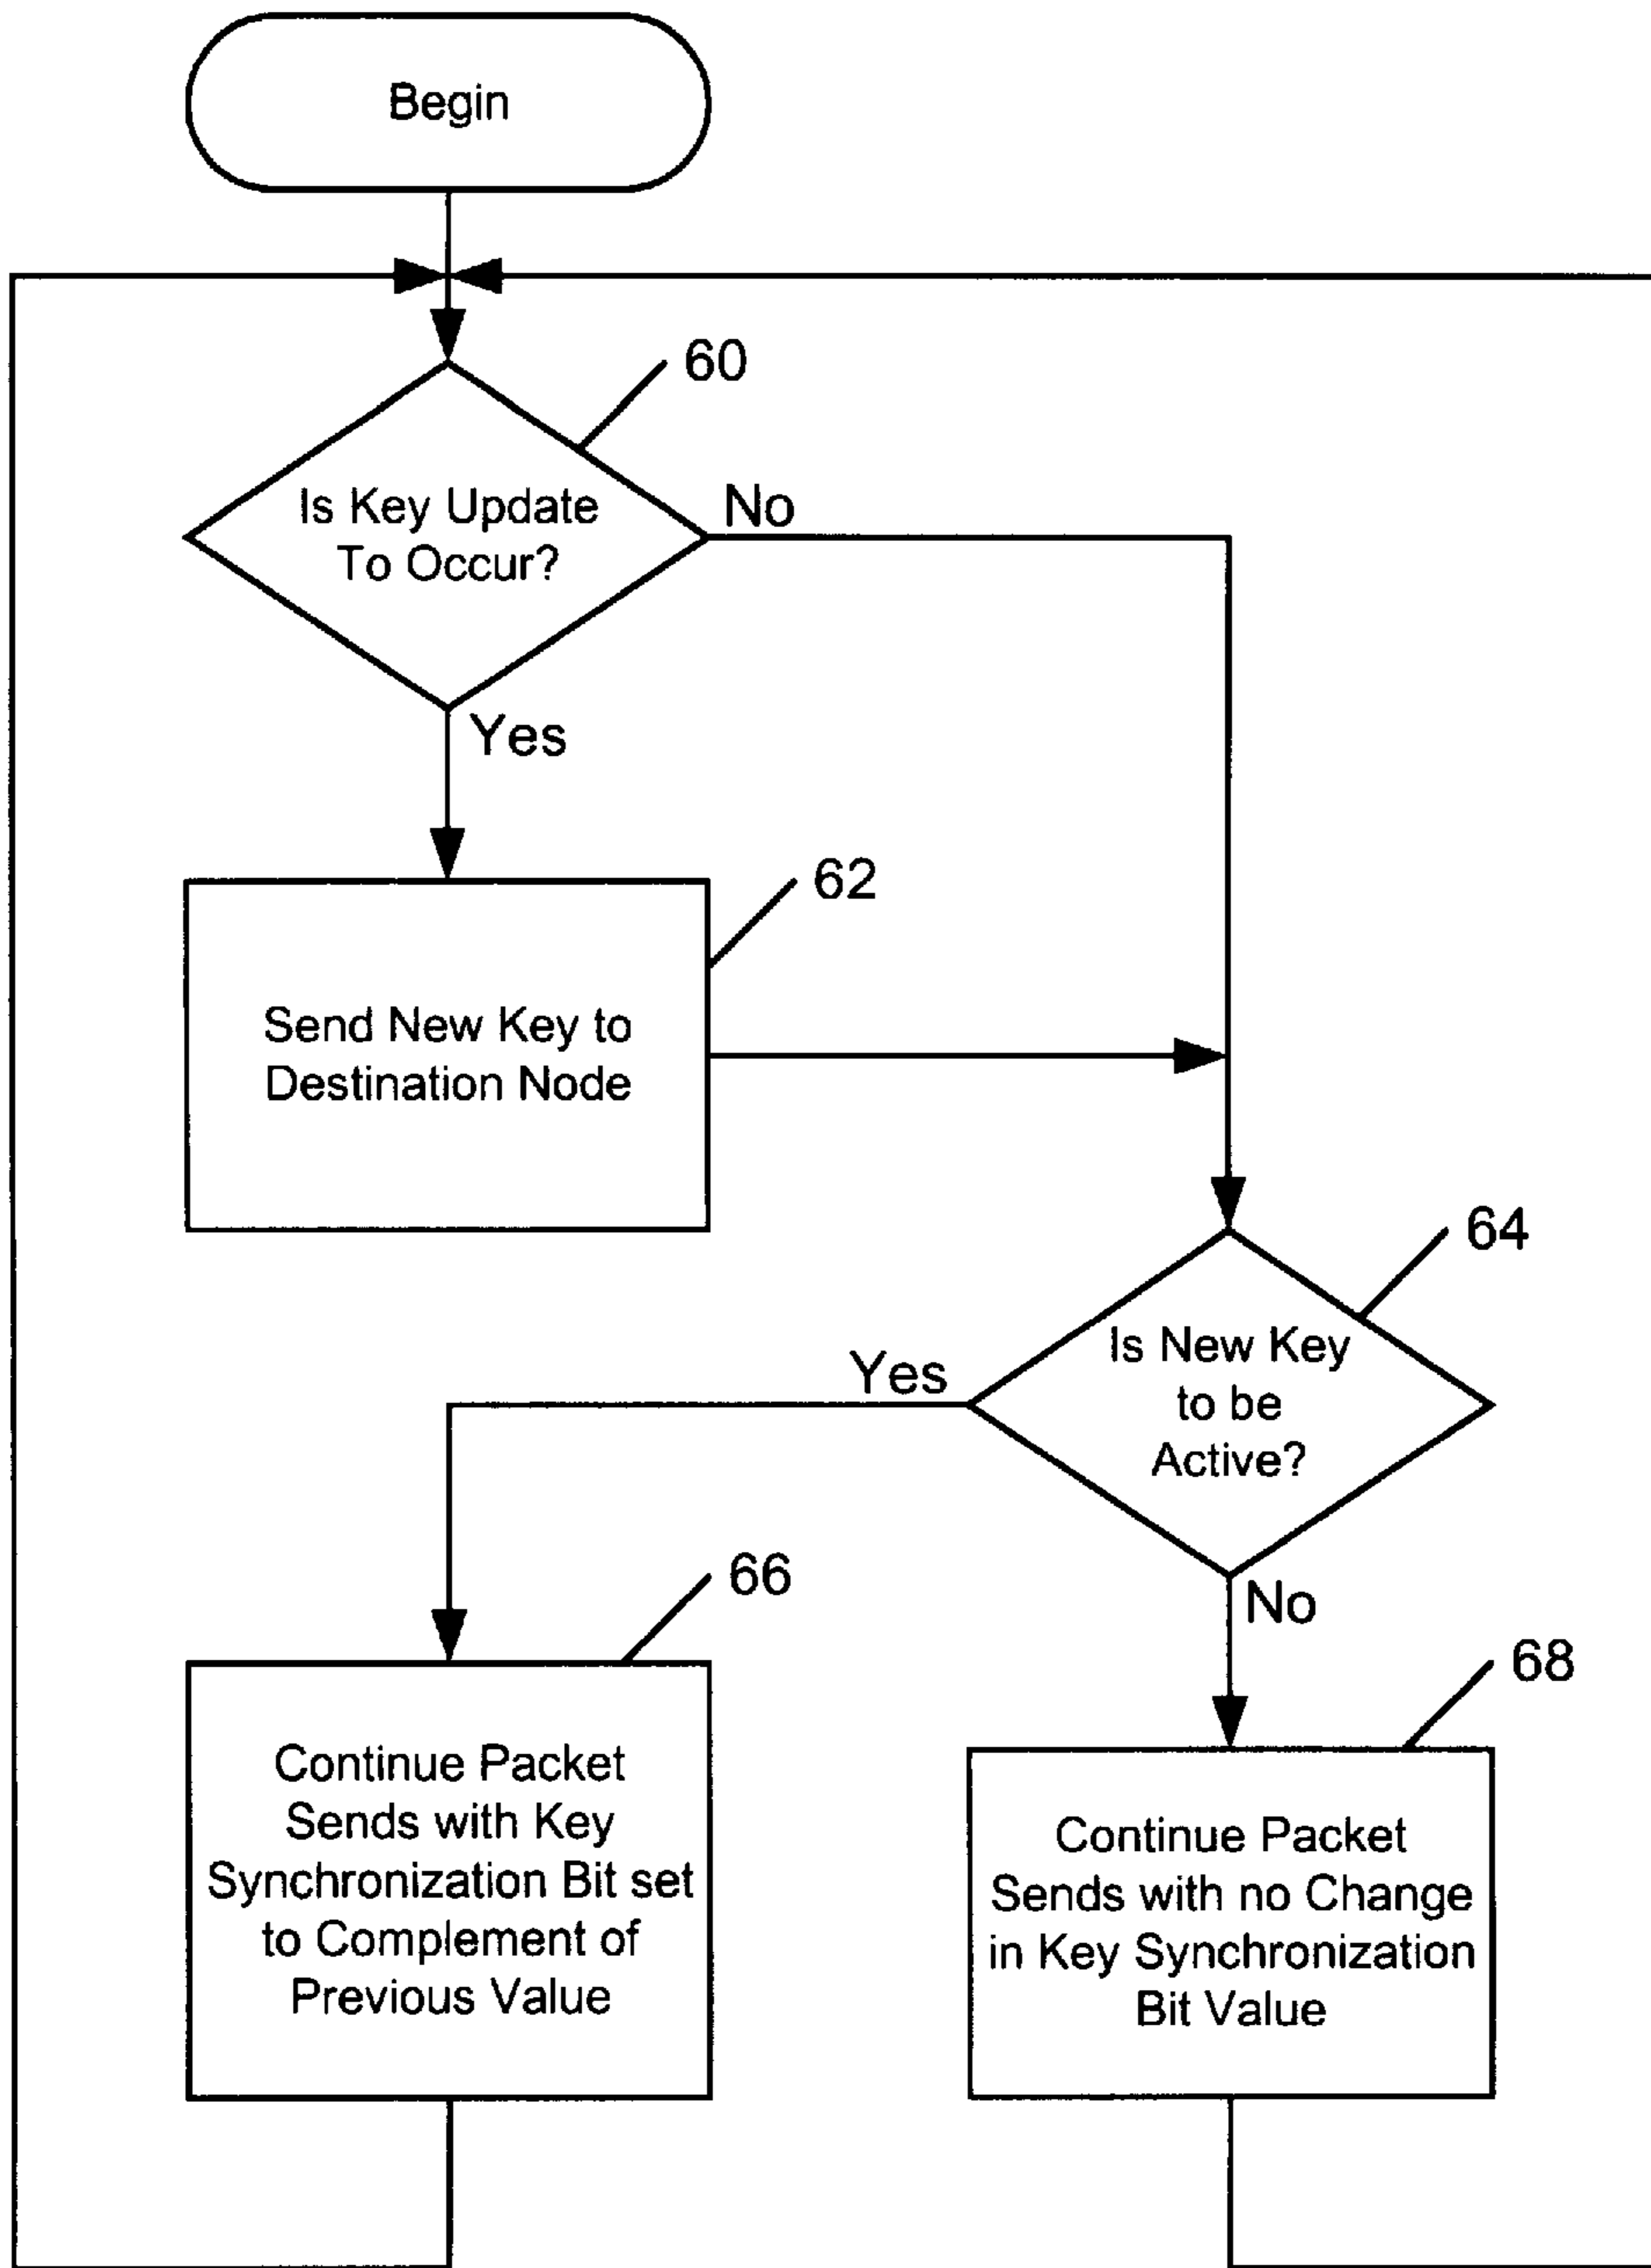 Begin
60
Is Key Update
To Occur?
No
Yes
62
Send New Key to
Destination Node
64
Is New Key
to be
Active?
Yes
No
66
68
Continue Packet
Sends with Key
Synchronization Bit set
to Complement of
Previous Value
Continue Packet
Sends with no Change
in Key Synchronization
Bit Value